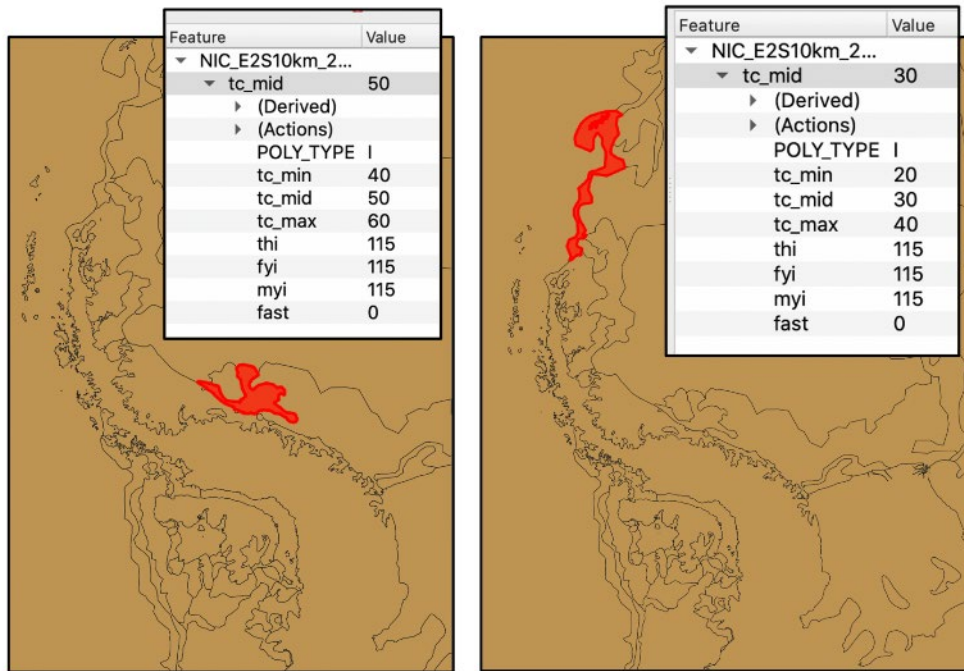 Feature Value
NIC_E2S10km_2...
tc_mid 50
(Derived)
(Actions)
POLY_TYPE I
tc_min 40
tc_mid 50
tc_max 60
thi 115
fyi 115
myi 115
fast 0
Feature Value
NIC_E2S10km_2...
tc_mid 30
(Derived)
(Actions)
POLY_TYPE I
tc_min 20
tc_mid 30
tc_max 40
thi 115
fyi 115
myi 115
fast 0